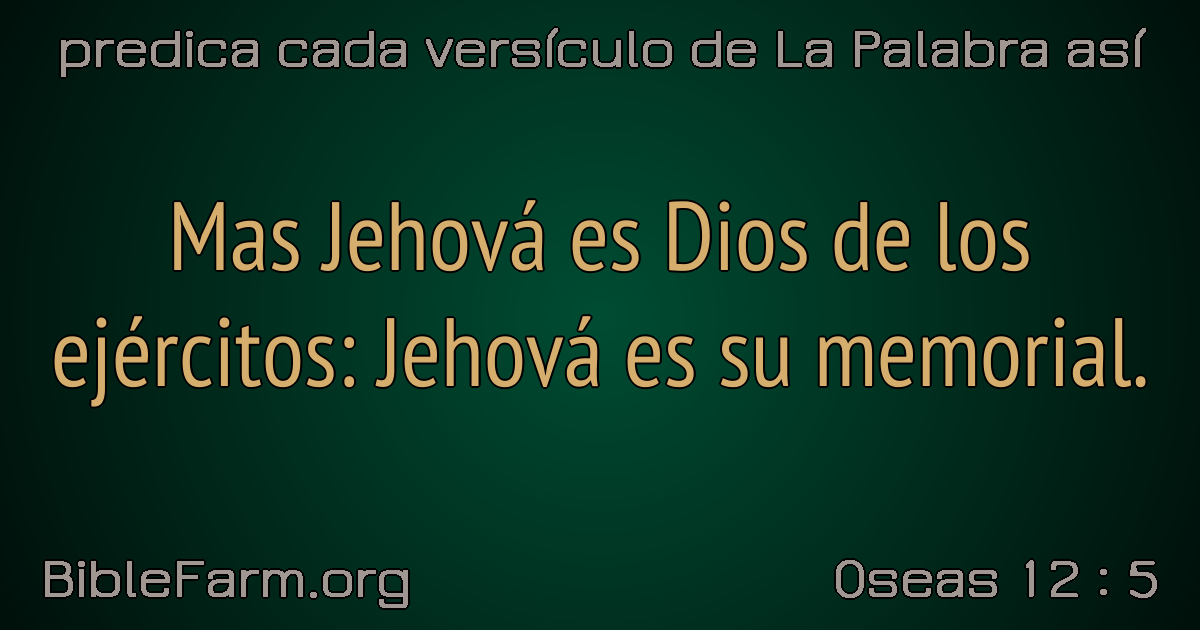 predica cada versículo de La Palabra así
Mas Jehová es Dios de los
ejércitos: Jehová es su memorial.
BibleFarm.org
Oseas 12 : 5